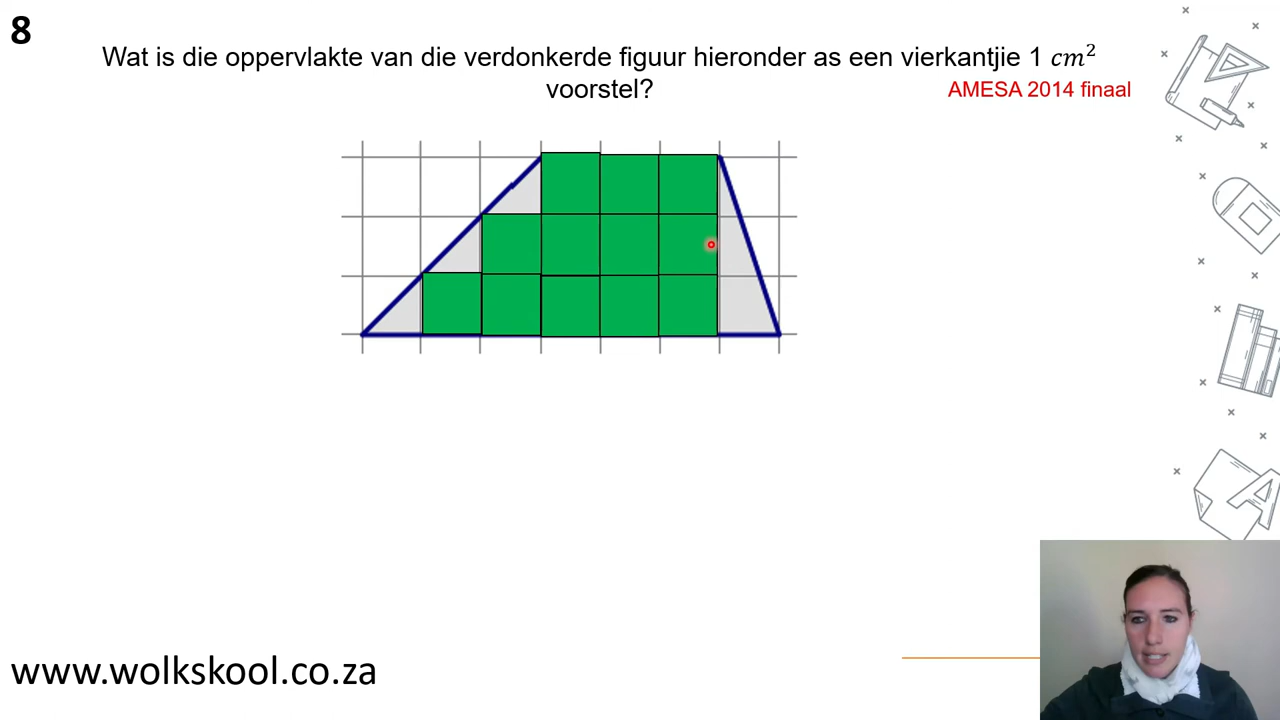 8
Wat is die oppervlakte van die verdonkerde figuur hieronder as een vierkantjie 1 cm²
voorstel?
AMESA 2014 finaal
www.wolkskool.co.za